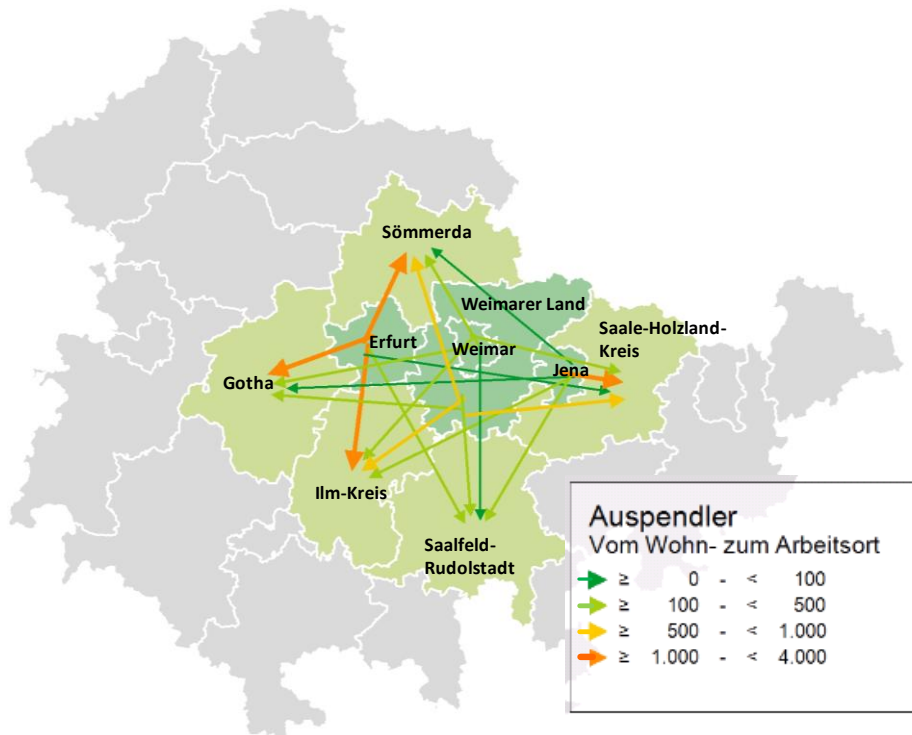 Sömmerda
Weimarer Land
Saale-Holzland-
Kreis
Erfurt
Weimar
Jena
Gotha
Ilm-Kreis
Saalfeld-
Rudolstadt
Auspendler
Vom Wohn- zum Arbeitsort
≥ 0 - < 100
≥ 100 - < 500
≥ 500 - < 1.000
≥ 1.000 - < 4.000